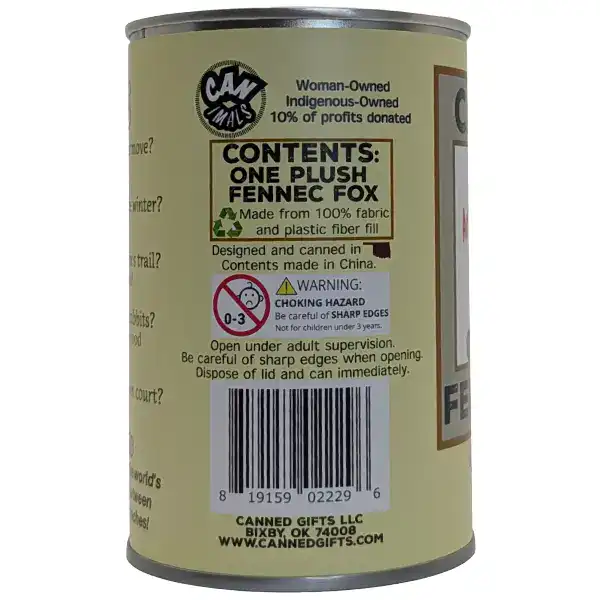 CAN
IMALS
Woman-Owned
Indigenous-Owned
10% of profits donated
CONTENTS:
ONE PLUSH
FENNEC FOX
Made from 100% fabric
and plastic fiber fill
Designed and canned in
Contents made in China.
0-3
WARNING:
CHOKING HAZARD
Be careful of SHARP EDGES
Not for children under 3 years.
Open under adult supervision.
Be careful of sharp edges when opening.
Dispose of lid and can immediately.
8 19159 02229 6
CANNED GIFTS LLC
BIXBY, OK 74008
WWW.CANNEDGIFTS.COM
move?
winter?
trail?
court?
FE